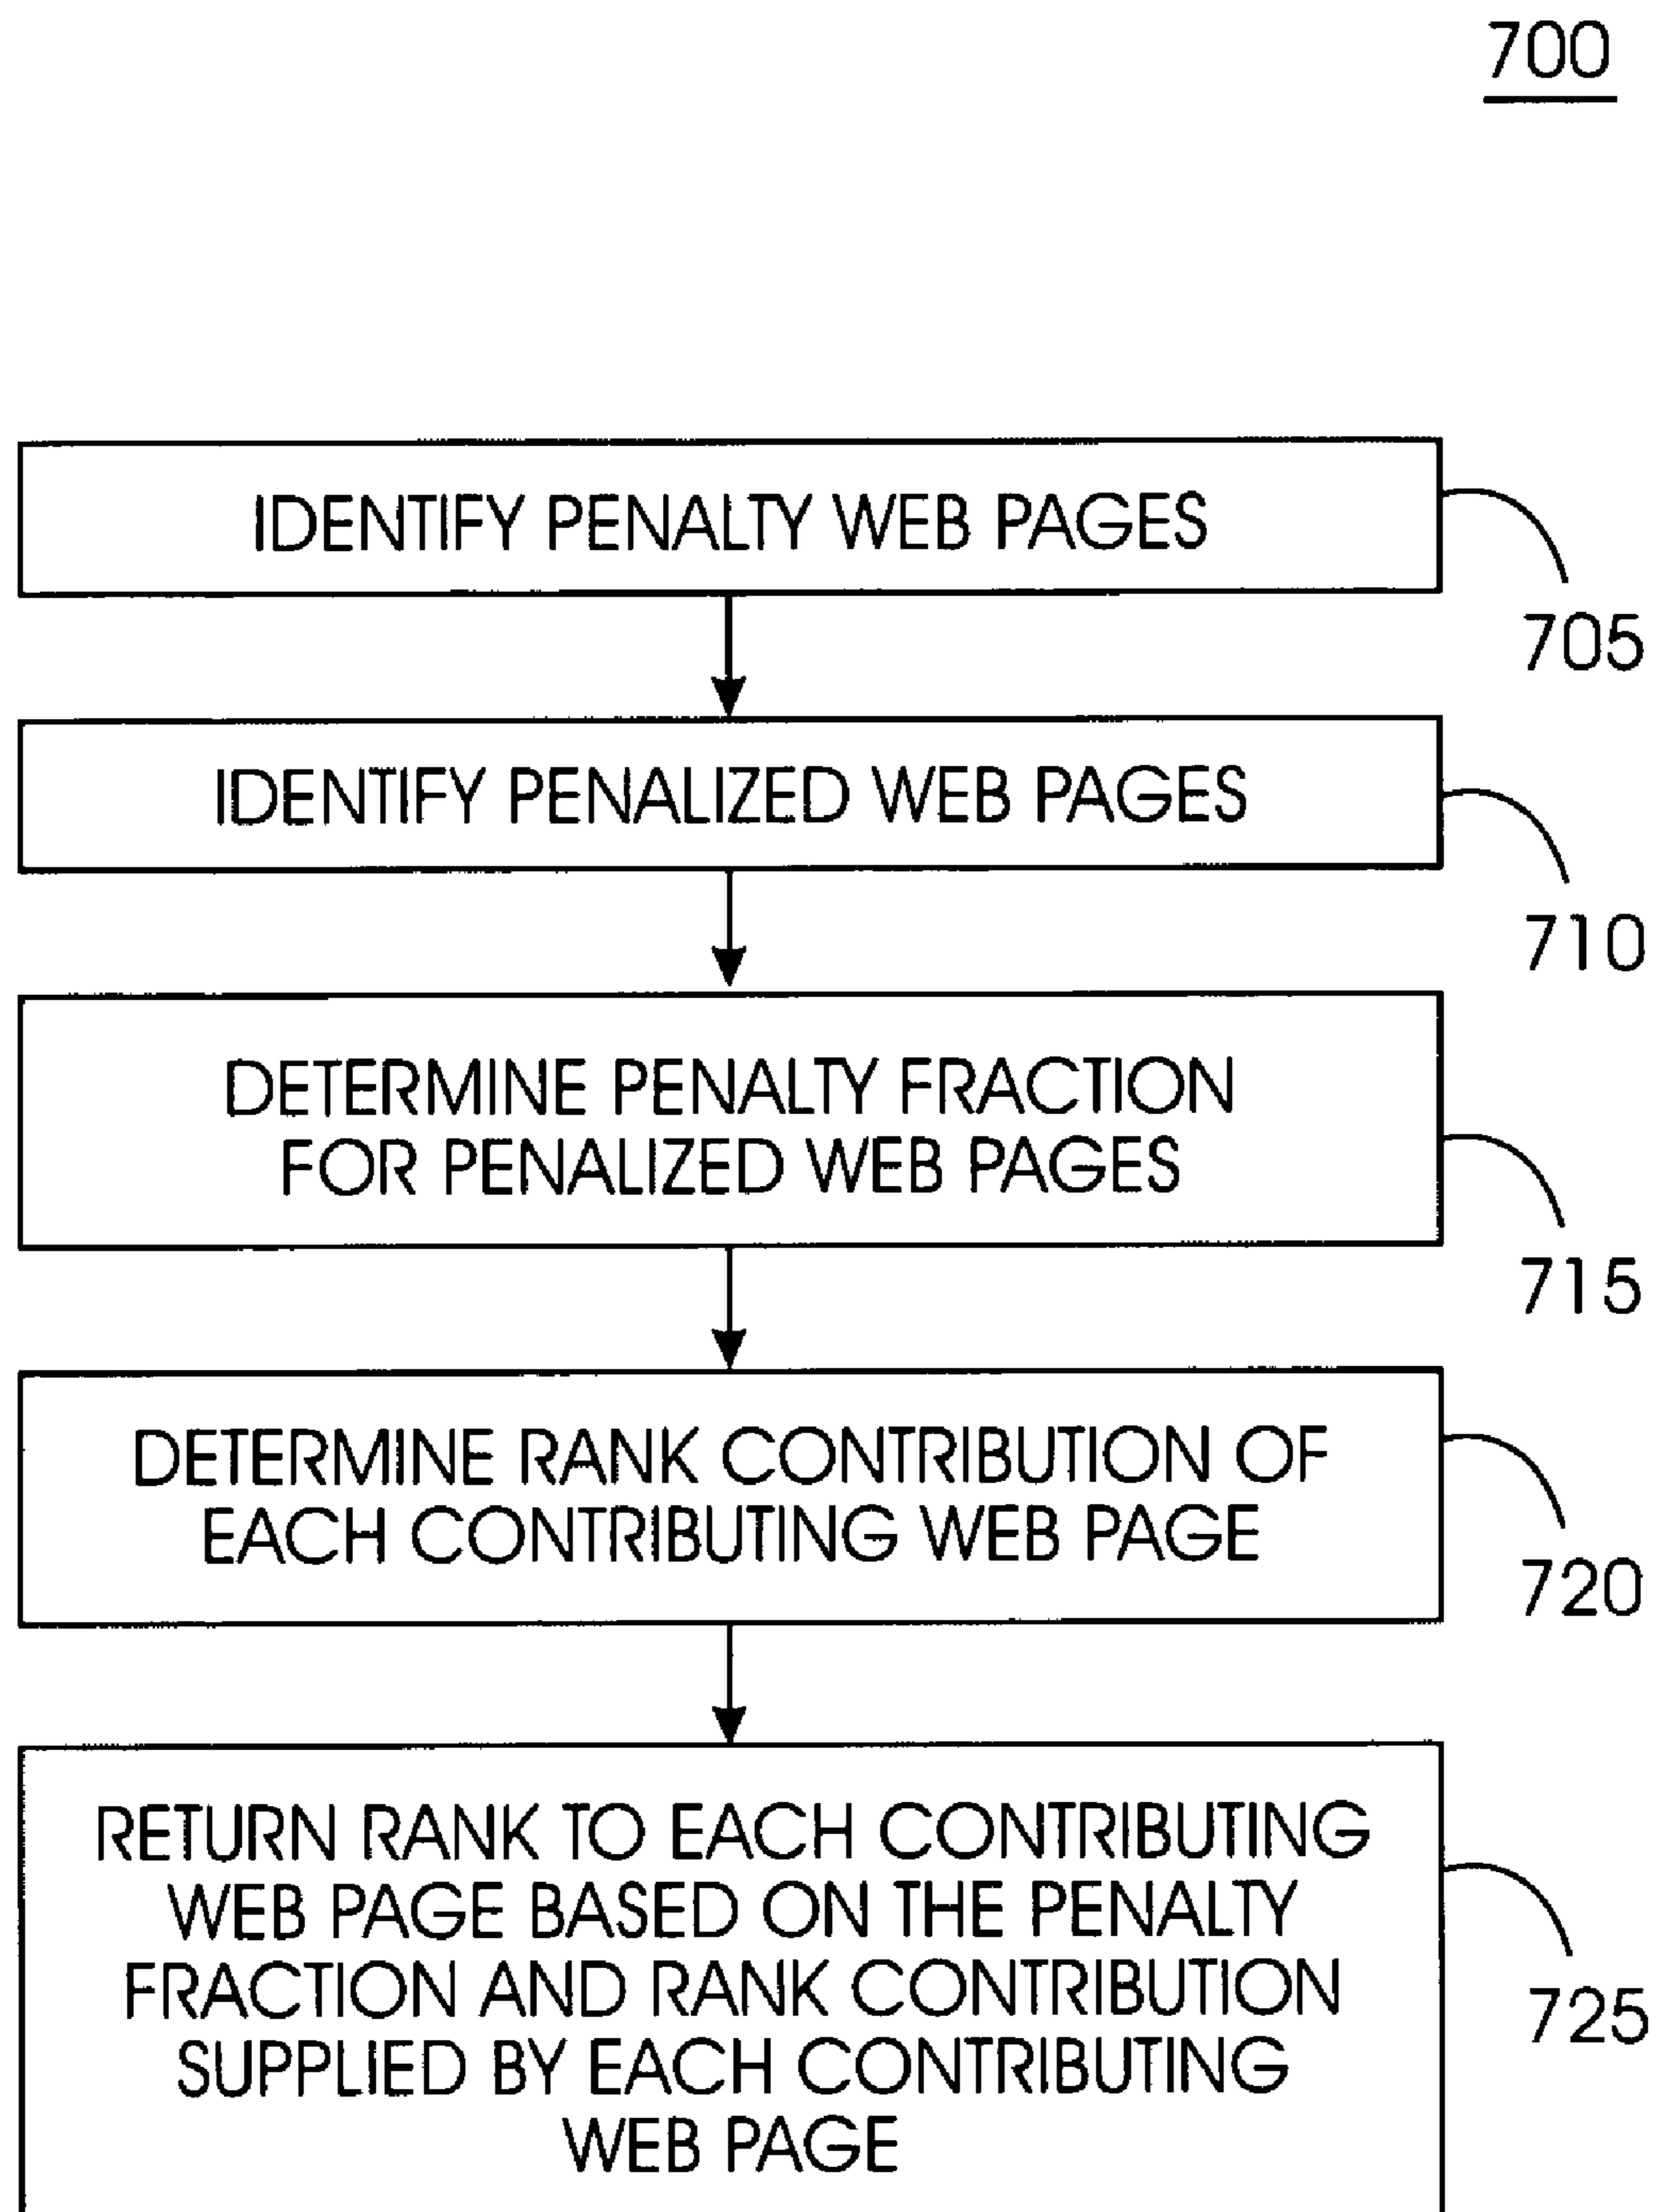 700
IDENTIFY PENALTY WEB PAGES
705
IDENTIFY PENALIZED WEB PAGES
710
DETERMINE PENALTY FRACTION
FOR PENALIZED WEB PAGES
715
DETERMINE RANK CONTRIBUTION OF
EACH CONTRIBUTING WEB PAGE
720
RETURN RANK TO EACH CONTRIBUTING
WEB PAGE BASED ON THE PENALTY
FRACTION AND RANK CONTRIBUTION
SUPPLIED BY EACH CONTRIBUTING
WEB PAGE
725